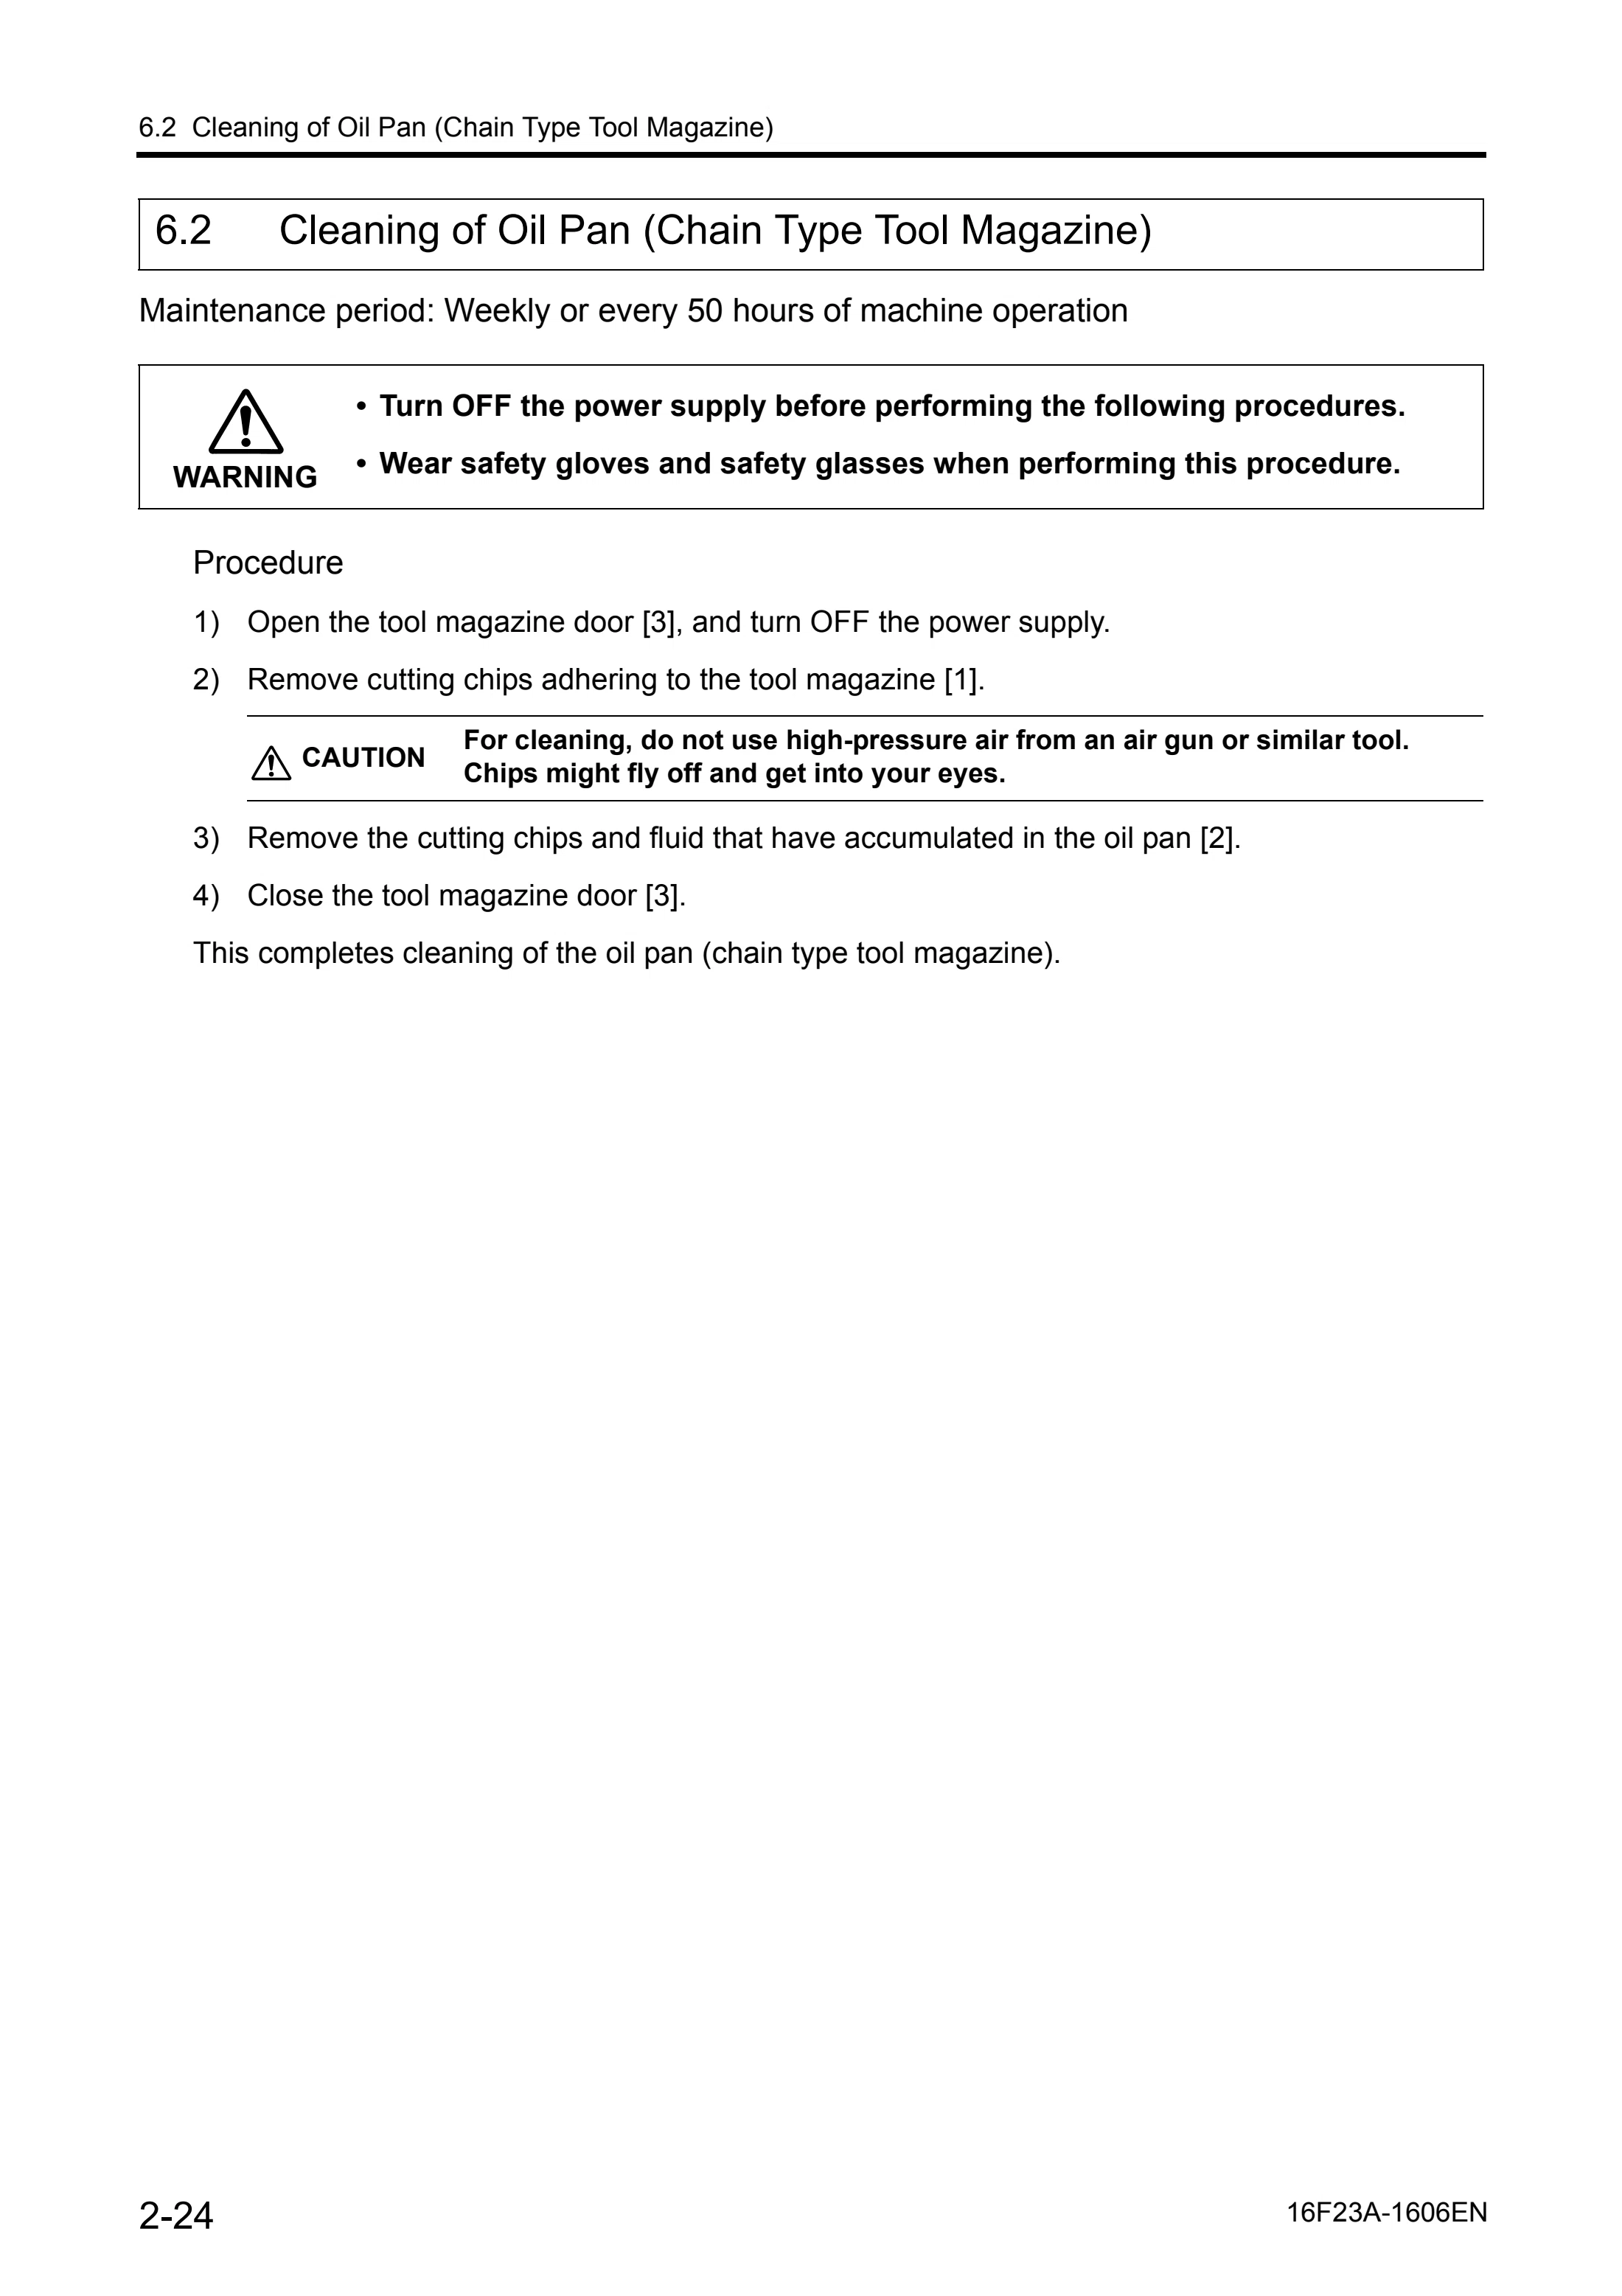 6.2 Cleaning of Oil Pan (Chain Type Tool Magazine)
6.2 Cleaning of Oil Pan (Chain Type Tool Magazine)
Maintenance period: Weekly or every 50 hours of machine operation
WARNING
• Turn OFF the power supply before performing the following procedures.
• Wear safety gloves and safety glasses when performing this procedure.
Procedure
1) Open the tool magazine door [3], and turn OFF the power supply.
2) Remove cutting chips adhering to the tool magazine [1].
CAUTION
For cleaning, do not use high-pressure air from an air gun or similar tool.
Chips might fly off and get into your eyes.
3) Remove the cutting chips and fluid that have accumulated in the oil pan [2].
4) Close the tool magazine door [3].
This completes cleaning of the oil pan (chain type tool magazine).
2-24
16F23A-1606EN